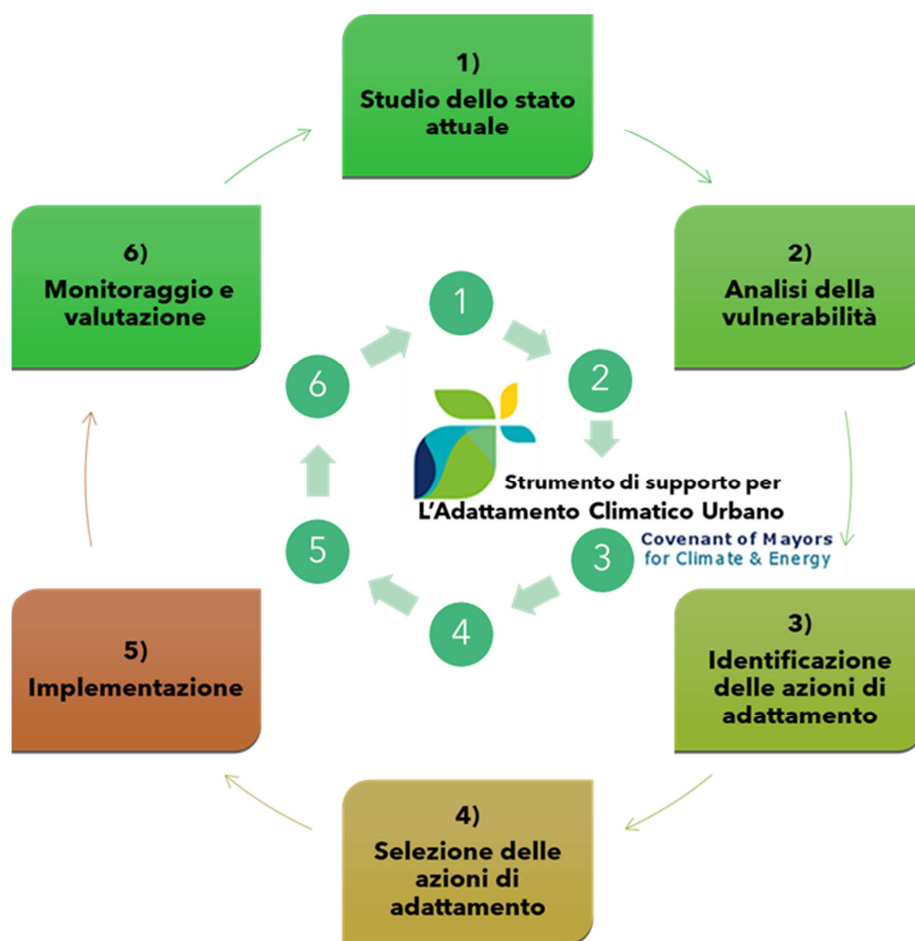 1)
Studio dello stato
attuale
2)
Analisi della
vulnerabilità
3)
Identificazione
delle azioni di
adattamento
4)
Selezione delle
azioni di
adattamento
5)
Implementazione
6)
Monitoraggio e
valutazione
1
2
3
4
5
6
Strumento di supporto per
L'Adattamento Climatico Urbano
Covenant of Mayors
for Climate & Energy